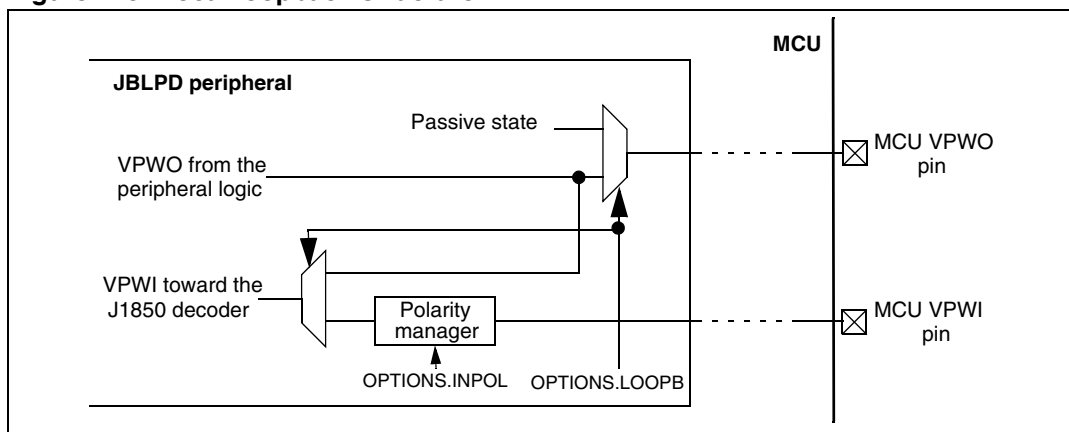 MCU
JBLPD peripheral
Passive state
MCU VPWO
pin
VPWO from the
peripheral logic
VPWI toward the
J1850 decoder
Polarity
manager
MCU VPWI
pin
OPTIONS.INPOL
OPTIONS.LOOPB